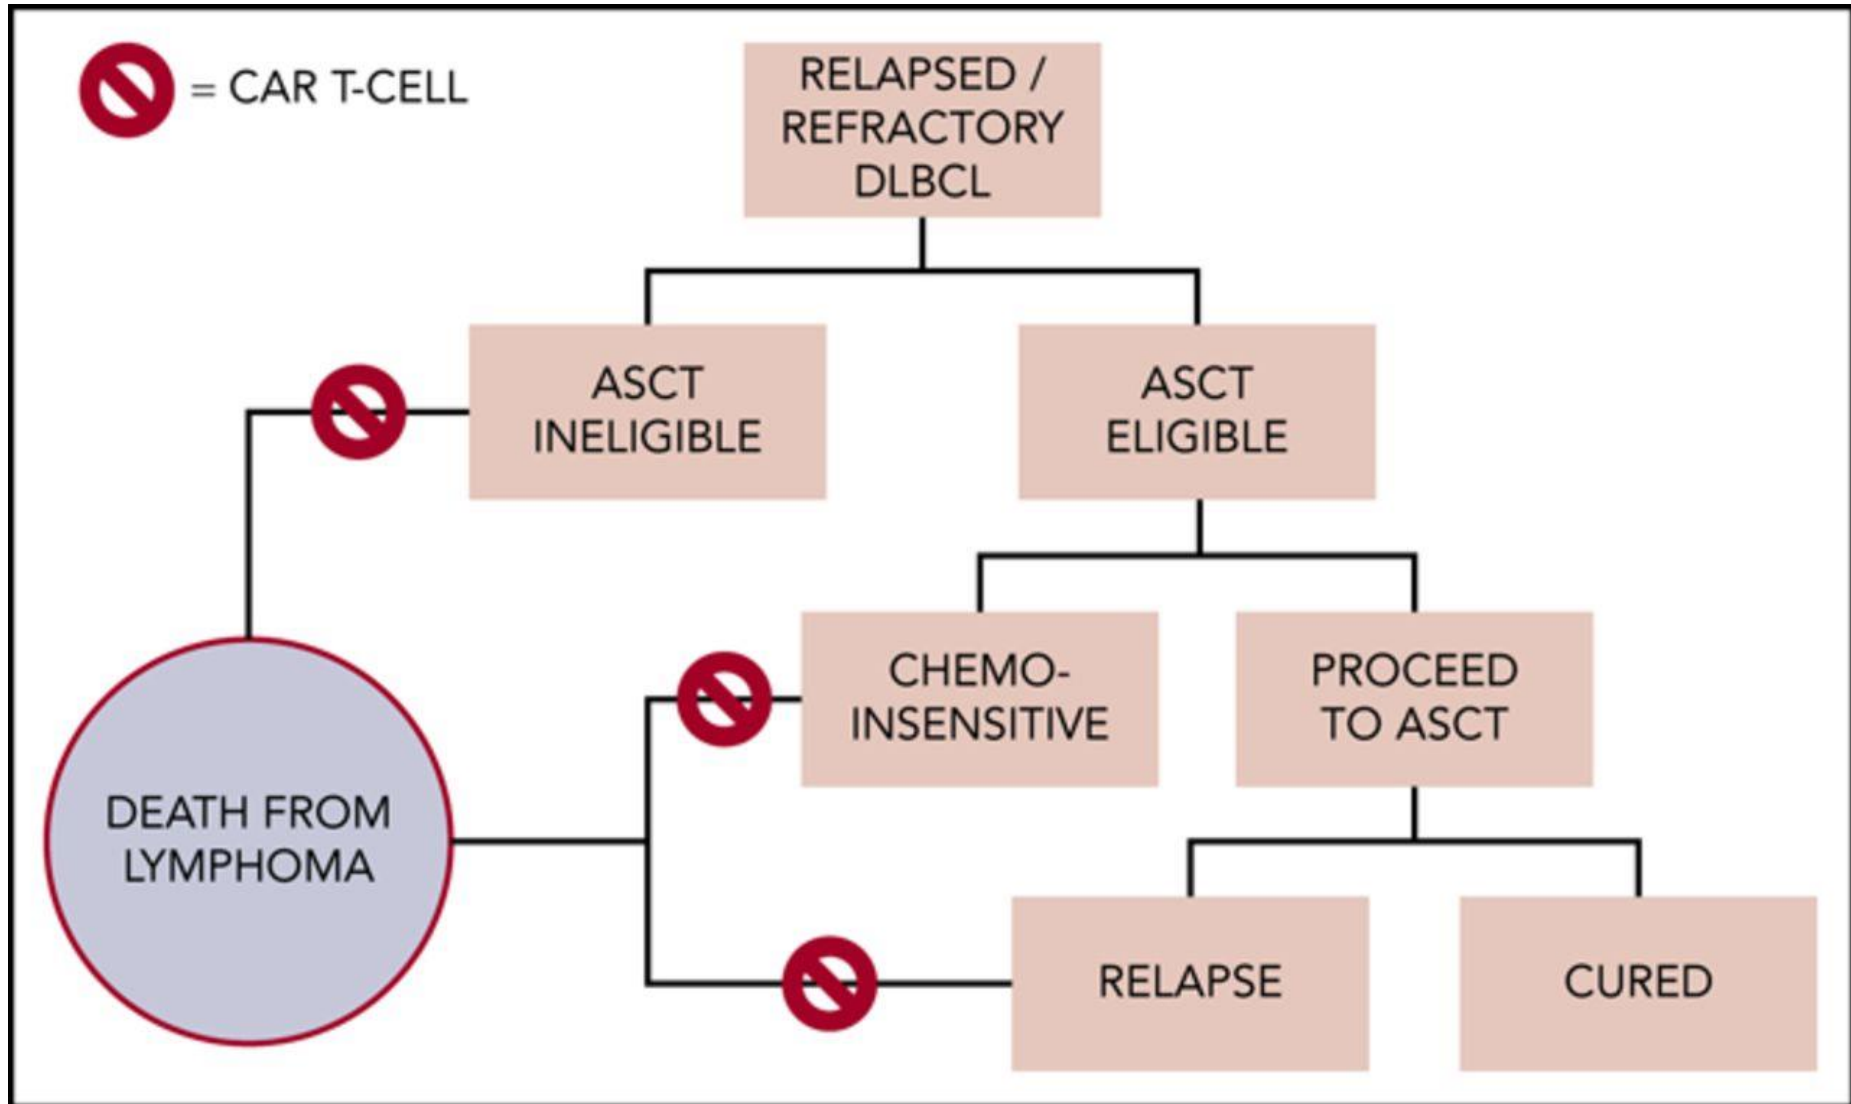 = CAR T-CELL
RELAPSED /
REFRACTORY
DLBCL
ASCT
INELIGIBLE
ASCT
ELIGIBLE
CHEMO-
INSENSITIVE
PROCEED
TO ASCT
DEATH FROM
LYMPHOMA
RELAPSE
CURED